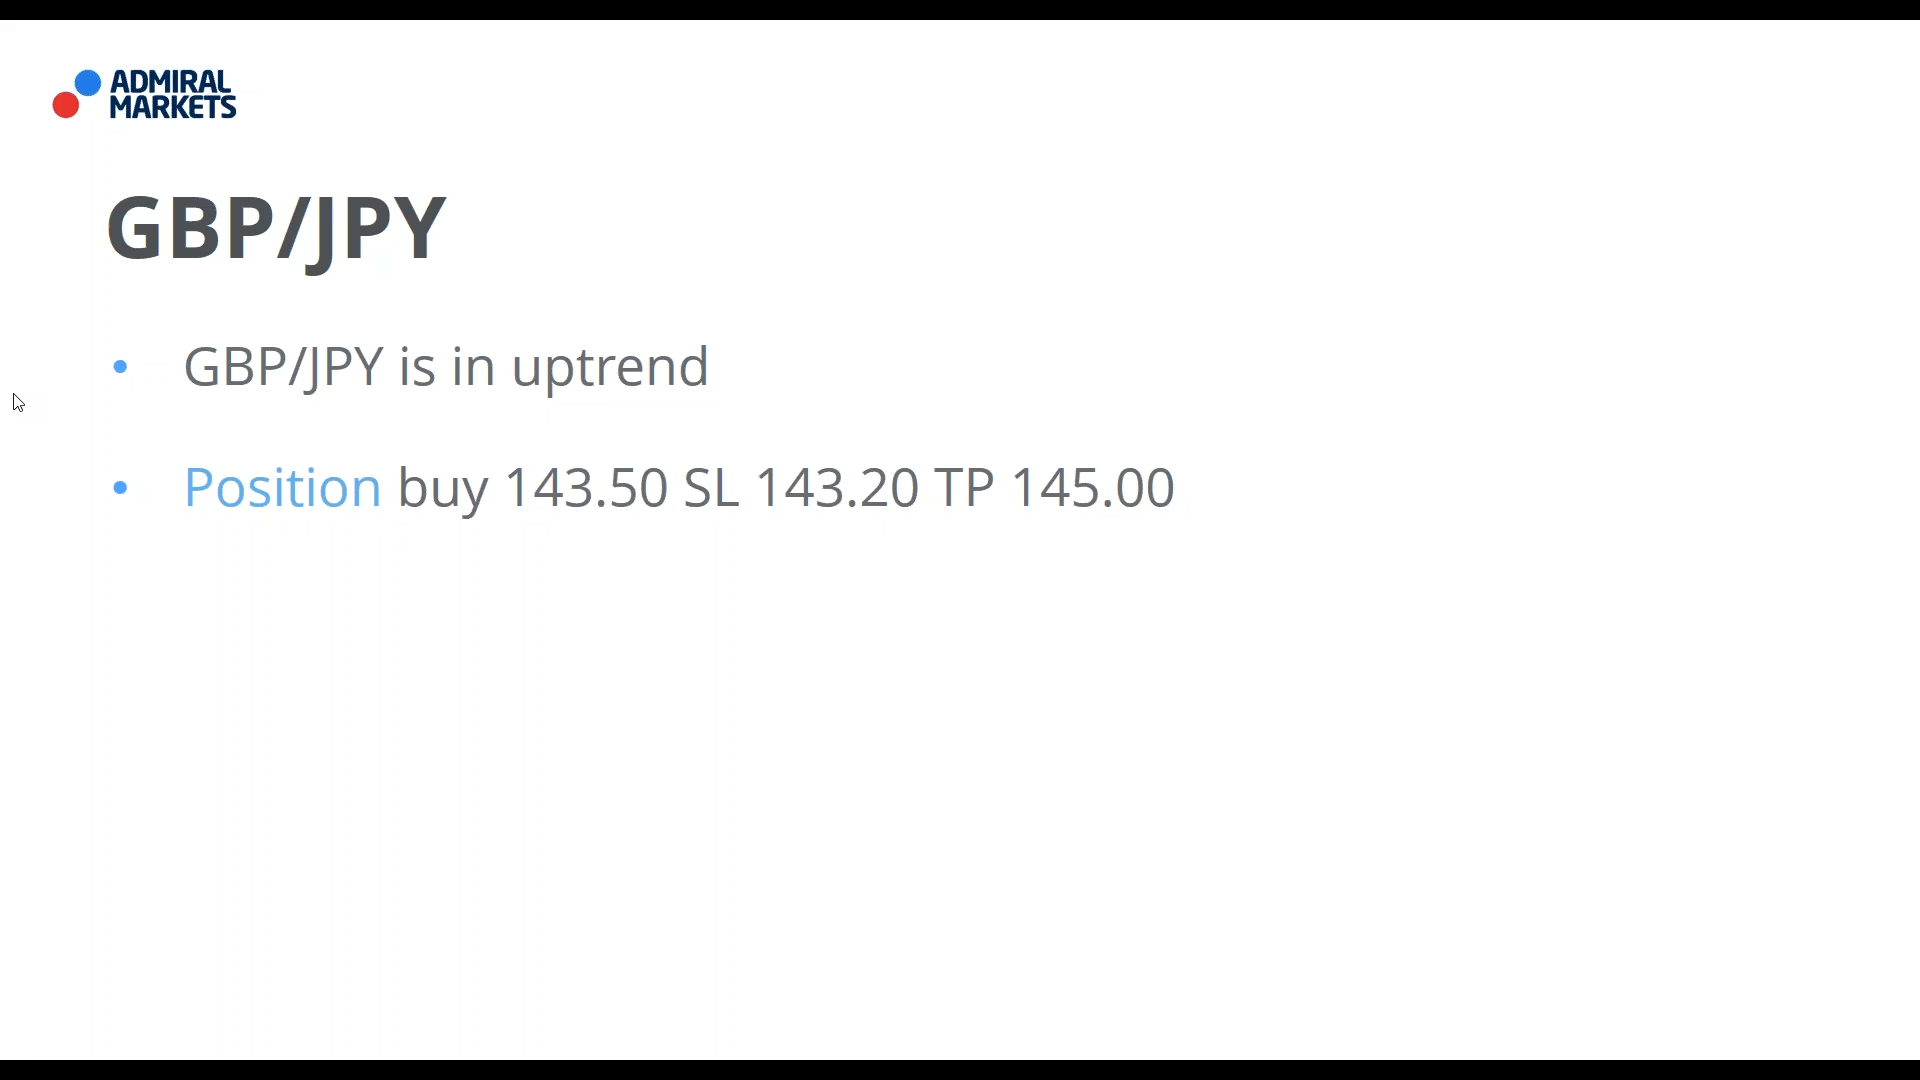 ADMIRAL
MARKETS
GBP/JPY
• GBP/JPY is in uptrend
• Position buy 143.50 SL 143.20 TP 145.00